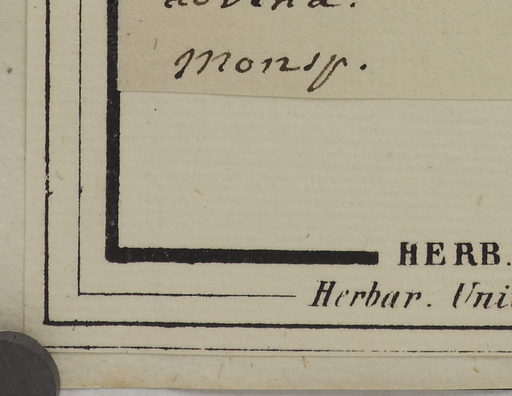 Monsp.
HERB.
Herbar. Uni